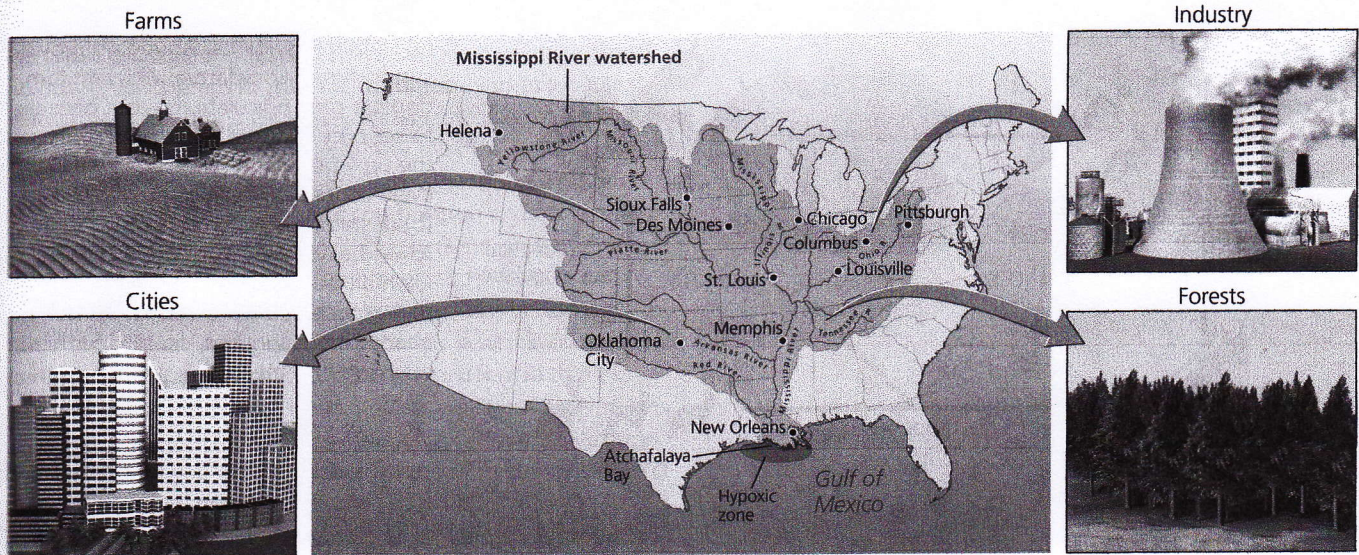 Farms
Industry
Mississippi River watershed
Helena
Yellowstone River
Missouri River
Mississippi
Sioux Falls
Des Moines
Chicago
Pittsburgh
Columbus
Platte River
Illinois R.
Ohio R.
Louisville
St. Louis
Cities
Forests
Memphis
Tennessee R.
Oklahoma
City
Arkansas River
Red River
Mississippi River
New Orleans
Atchafalaya
Bay
Hypoxic
zone
Gulf of
Mexico